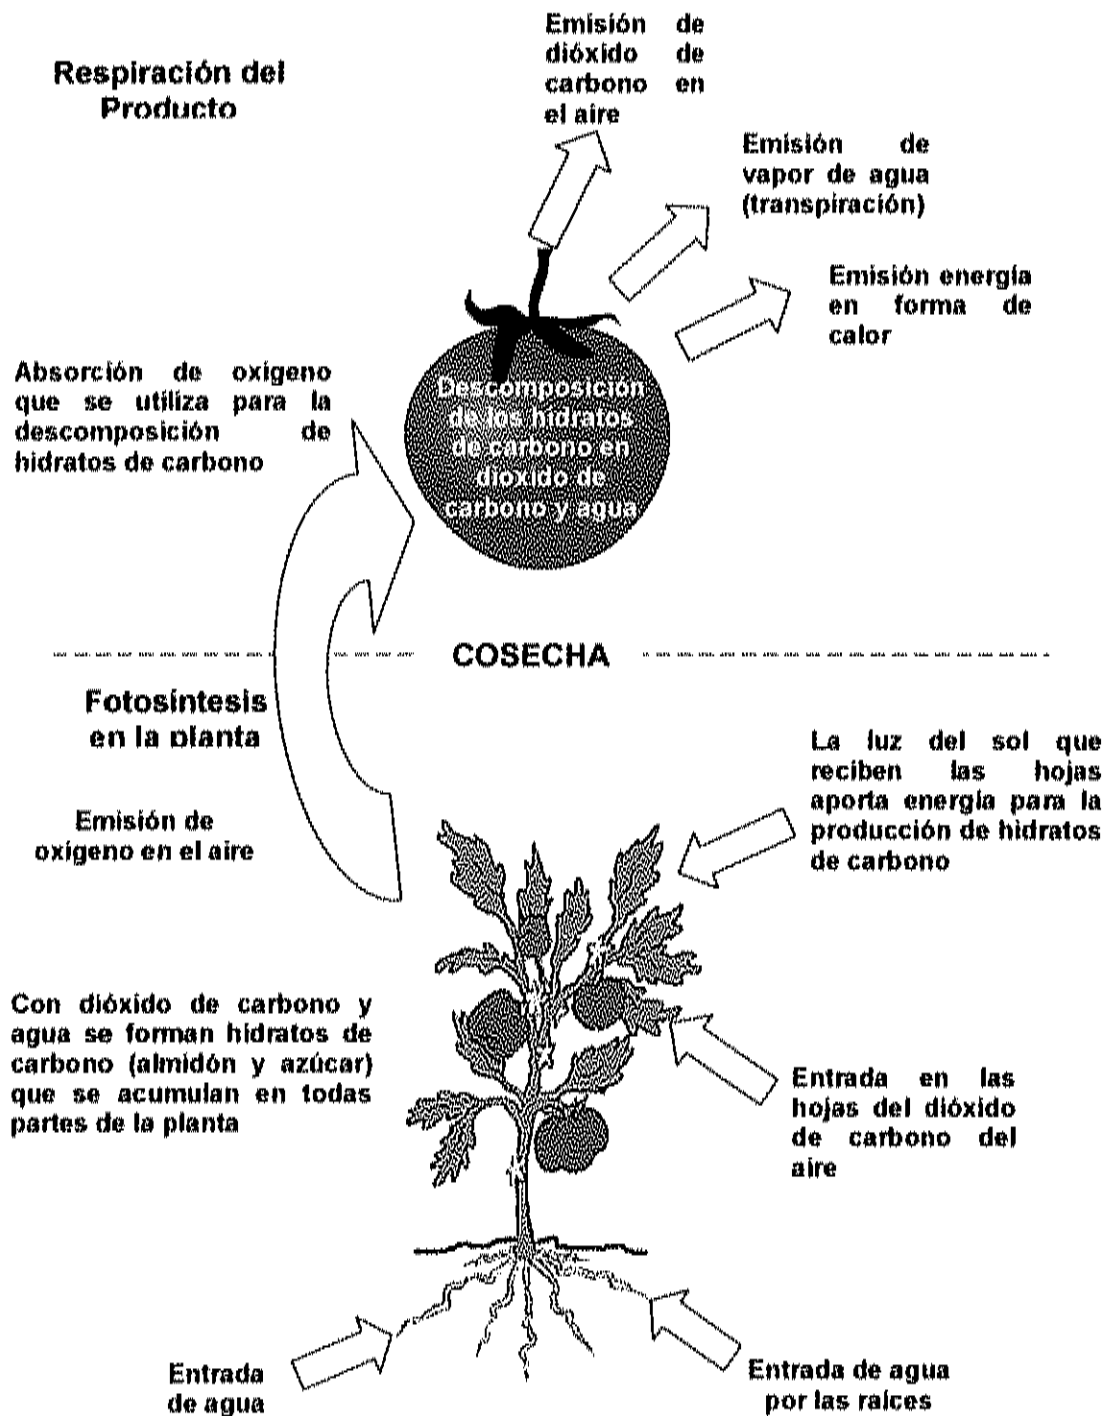 Emisión de
dióxido de
carbono en
el aire
Respiración del
Producto
Emisión de
vapor de agua
(transpiración)
Emisión energía
en forma de
calor
Absorción de oxígeno
que se utiliza para la
descomposición de
hidratos de carbono
Descomposición
de los hidratos
de carbono en
dióxido de
carbono y agua
COSECHA
Fotosíntesis
en la planta
La luz del sol que
reciben las hojas
aporta energía para la
producción de hidratos
de carbono
Emisión de
oxígeno en el aire
Con dióxido de carbono y
agua se forman hidratos de
carbono (almidón y azúcar)
que se acumulan en todas
partes de la planta
Entrada en las
hojas del dióxido
de carbono del
aire
Entrada
de agua
Entrada de agua
por las raíces